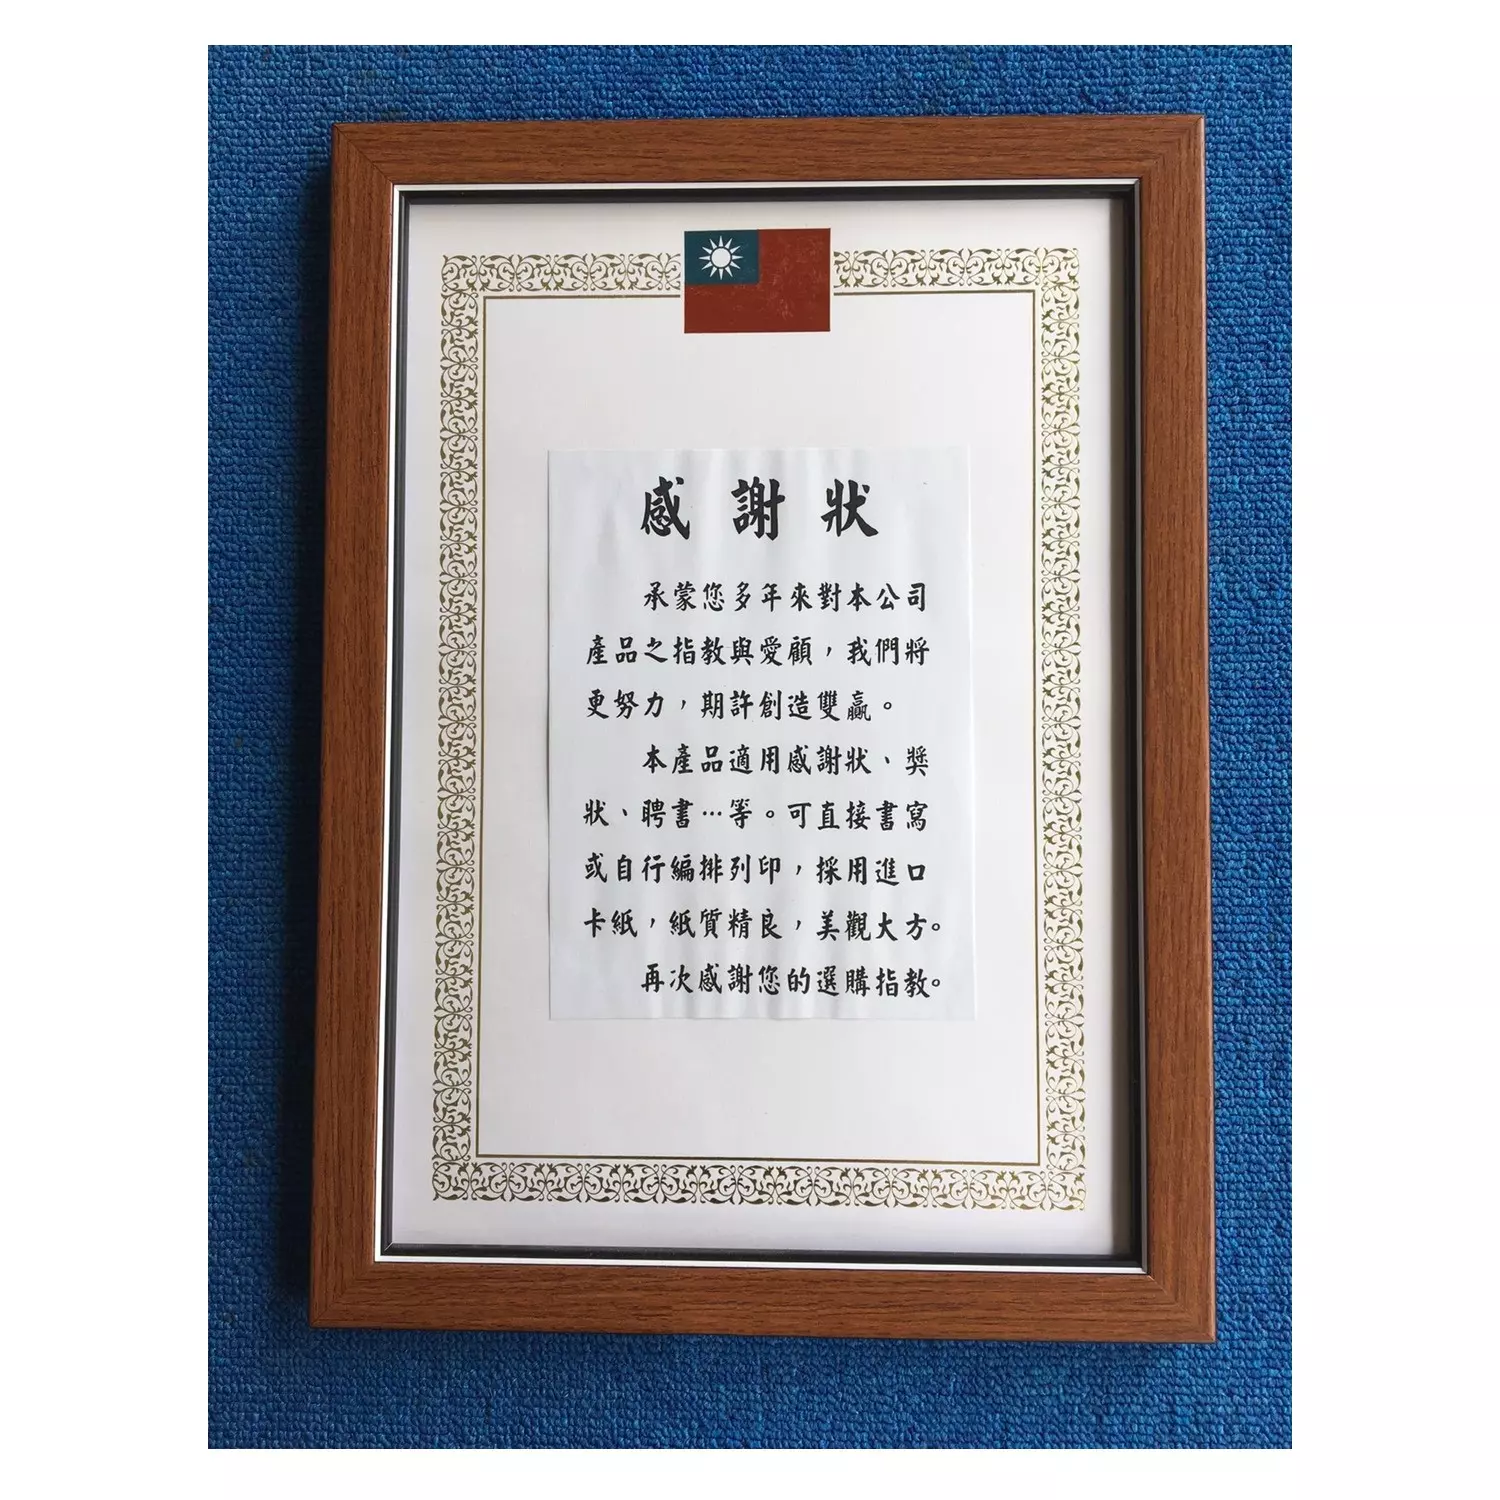 感謝狀
承蒙您多年來對本公司
產品之指教與愛顧，我們將
更努力，期許創造雙贏。
本產品適用感謝狀、獎
狀、聘書…等。可直接書寫
或自行編排列印，採用進口
卡紙，紙質精良，美觀大方。
再次感謝您的選購指教。